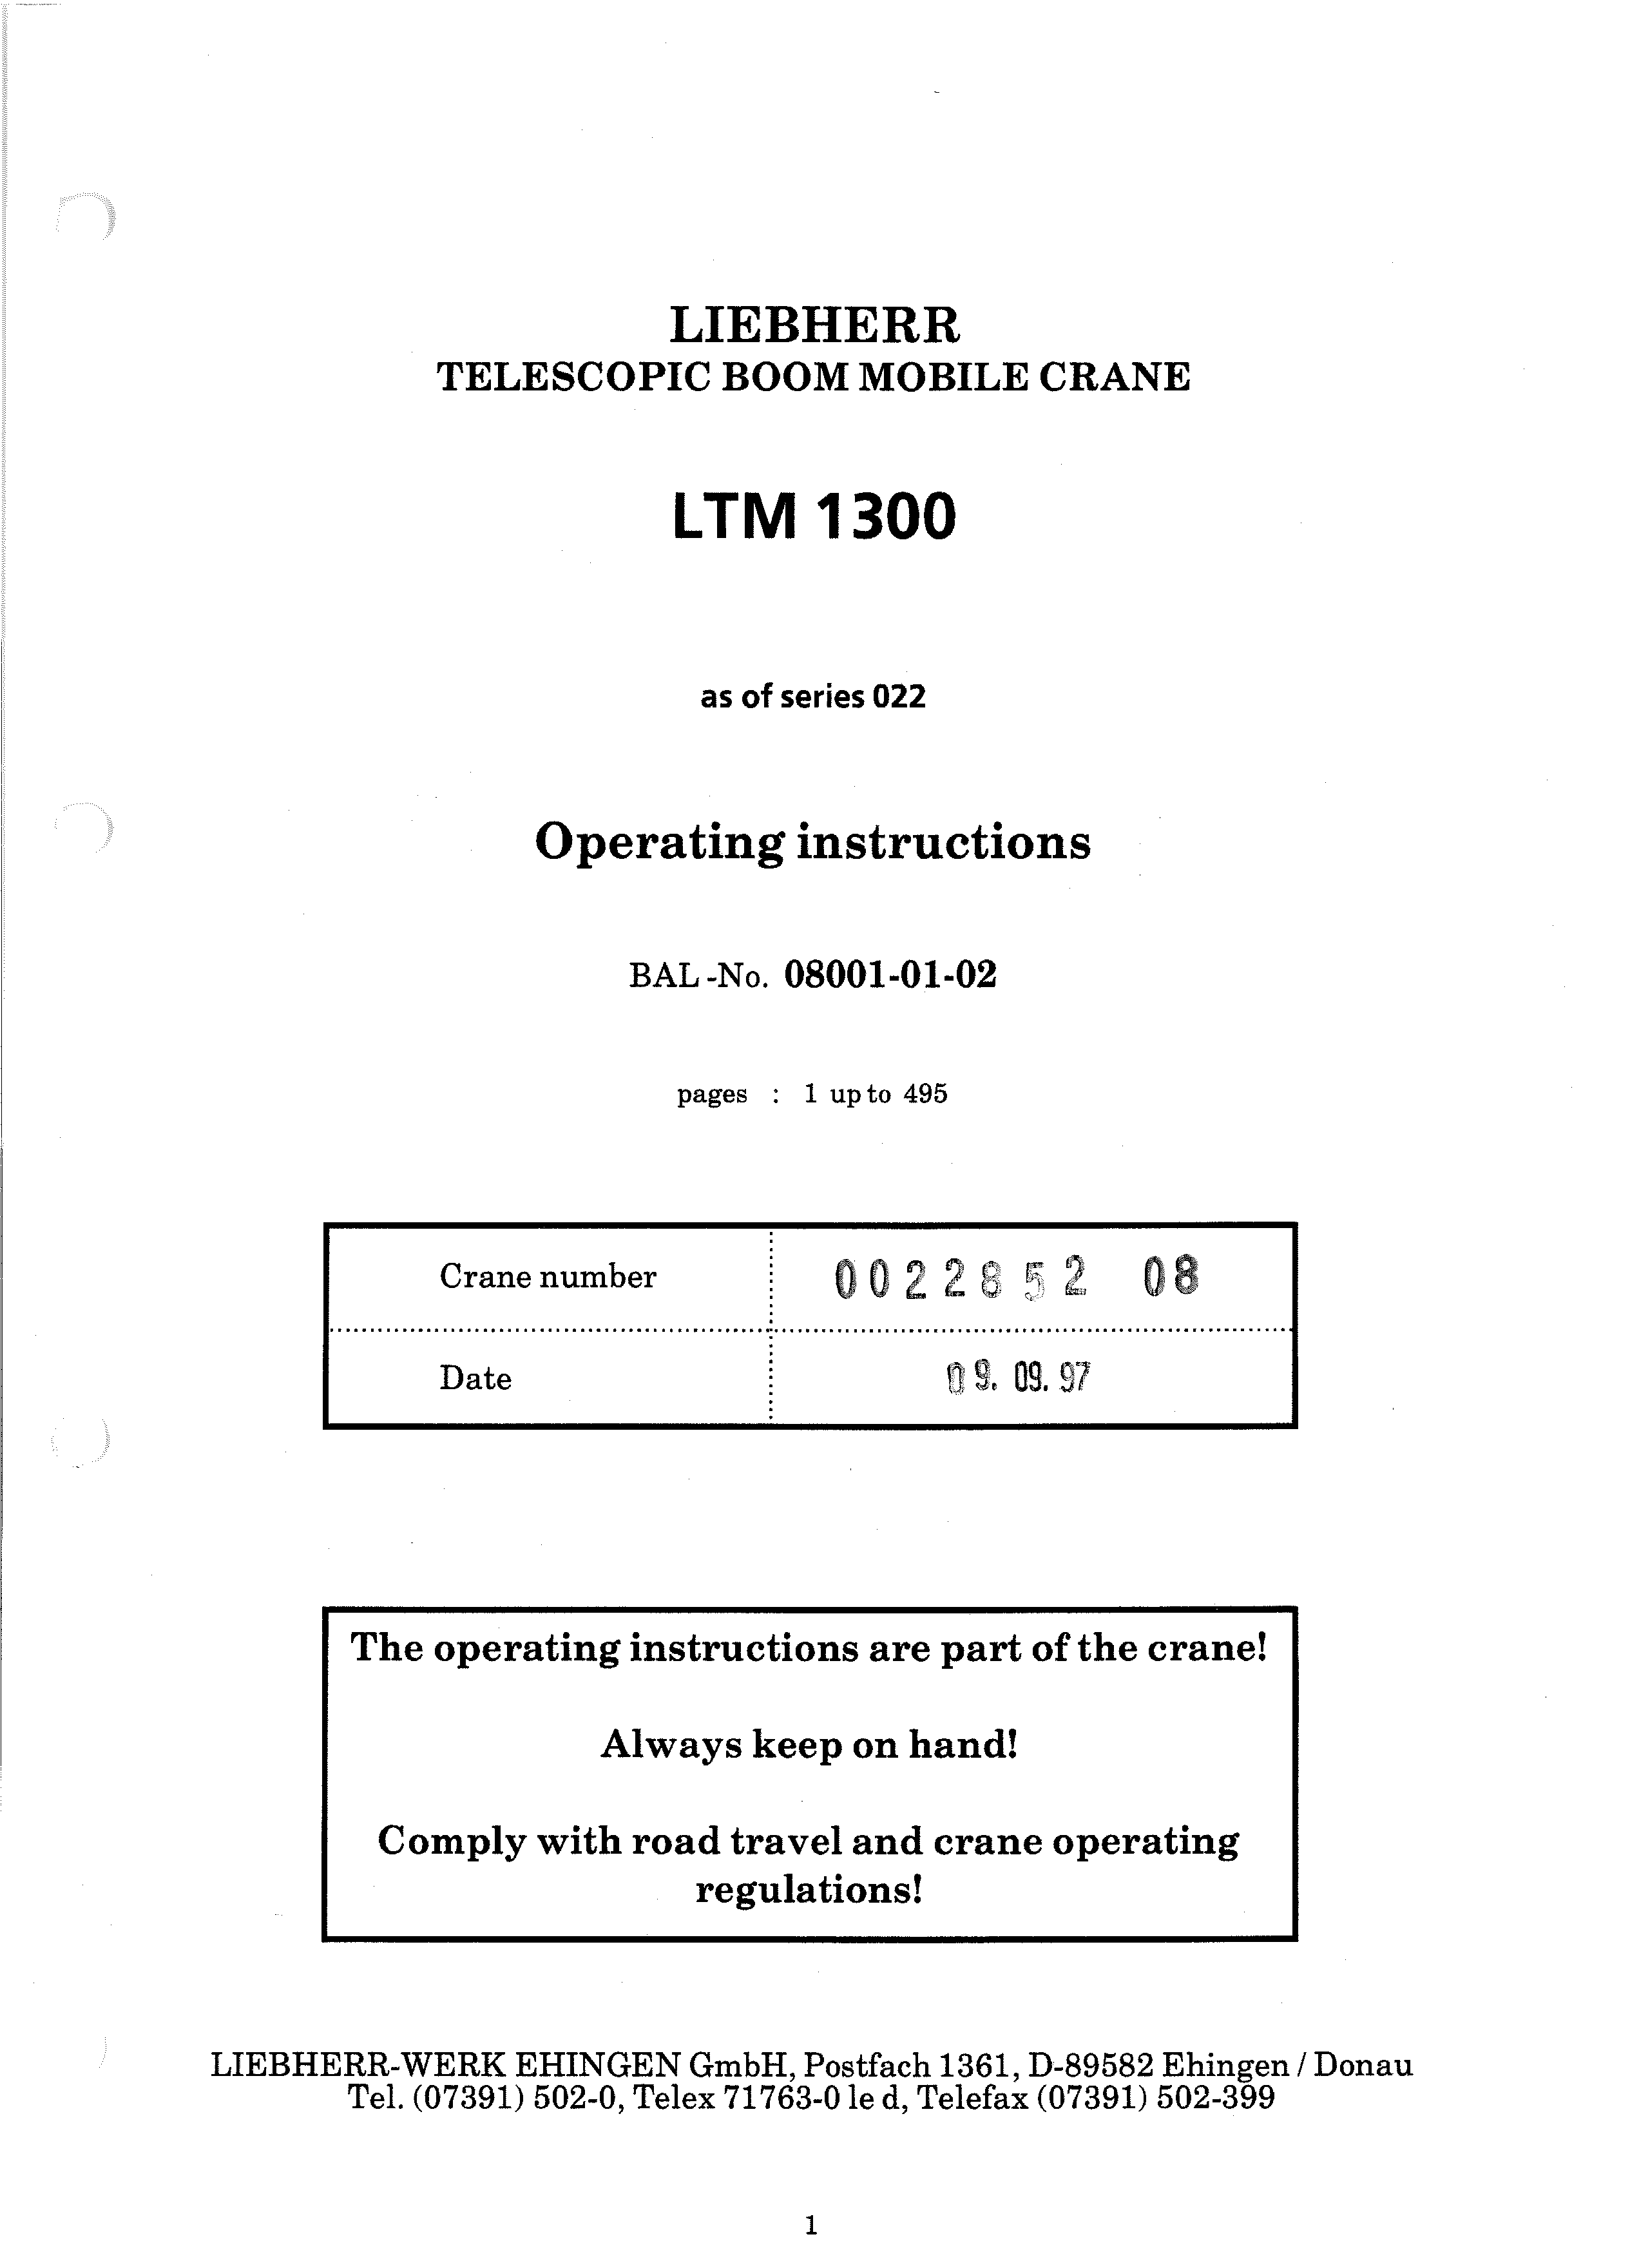 LIEBHERR
TELESCOPIC BOOM MOBILE CRANE
LTM 1300
as of series 022
Operating instructions
BAL-No. 08001-01-02
pages : 1 up to 495
Crane number 0022852 08
Date 09. 09. 97
The operating instructions are part of the crane!
Always keep on hand!
Comply with road travel and crane operating
regulations!
LIEBHERR-WERK EHINGEN GmbH, Postfach 1361, D-89582 Ehingen / Donau
Tel. (07391) 502-0, Telex 71763-0 le d, Telefax (07391) 502-399
1